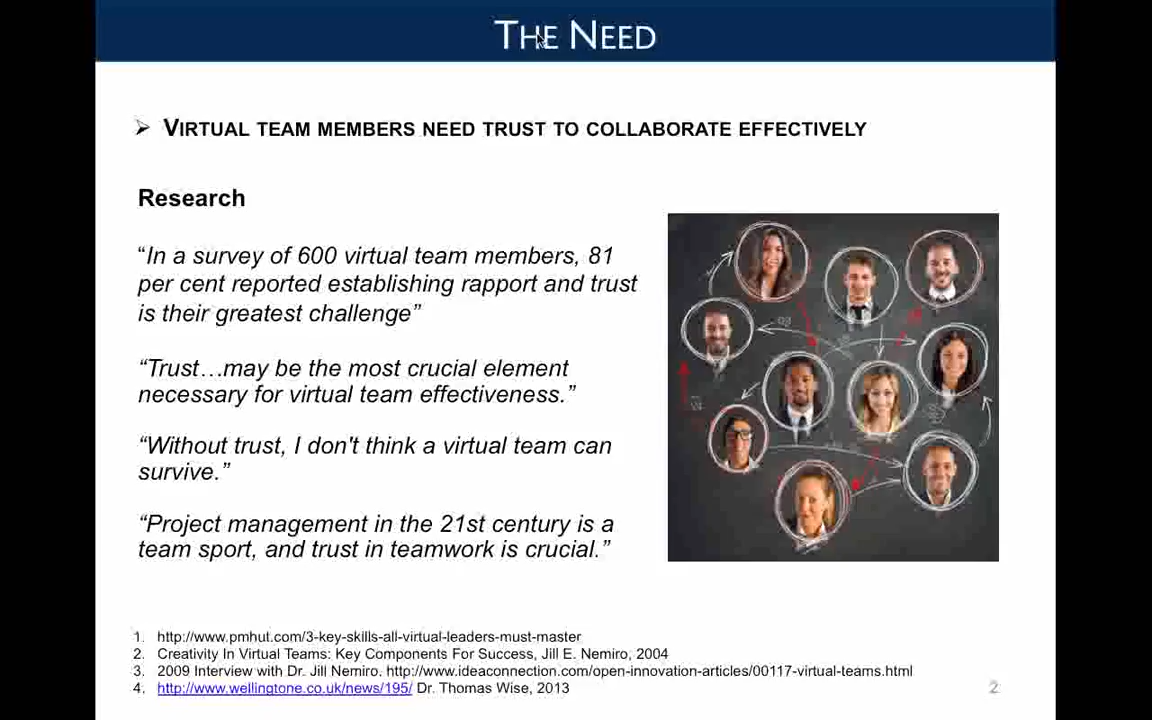 THE NEED
➢ VIRTUAL TEAM MEMBERS NEED TRUST TO COLLABORATE EFFECTIVELY
Research
“In a survey of 600 virtual team members, 81
per cent reported establishing rapport and trust
is their greatest challenge”
“Trust…may be the most crucial element
necessary for virtual team effectiveness.”
“Without trust, I don't think a virtual team can
survive.”
“Project management in the 21st century is a
team sport, and trust in teamwork is crucial.”
1. http://www.pmhut.com/3-key-skills-all-virtual-leaders-must-master
2. Creativity In Virtual Teams: Key Components For Success, Jill E. Nemiro, 2004
3. 2009 Interview with Dr. Jill Nemiro. http://www.ideaconnection.com/open-innovation-articles/00117-virtual-teams.html
4. http://www.wellingtone.co.uk/news/195/ Dr. Thomas Wise, 2013
2